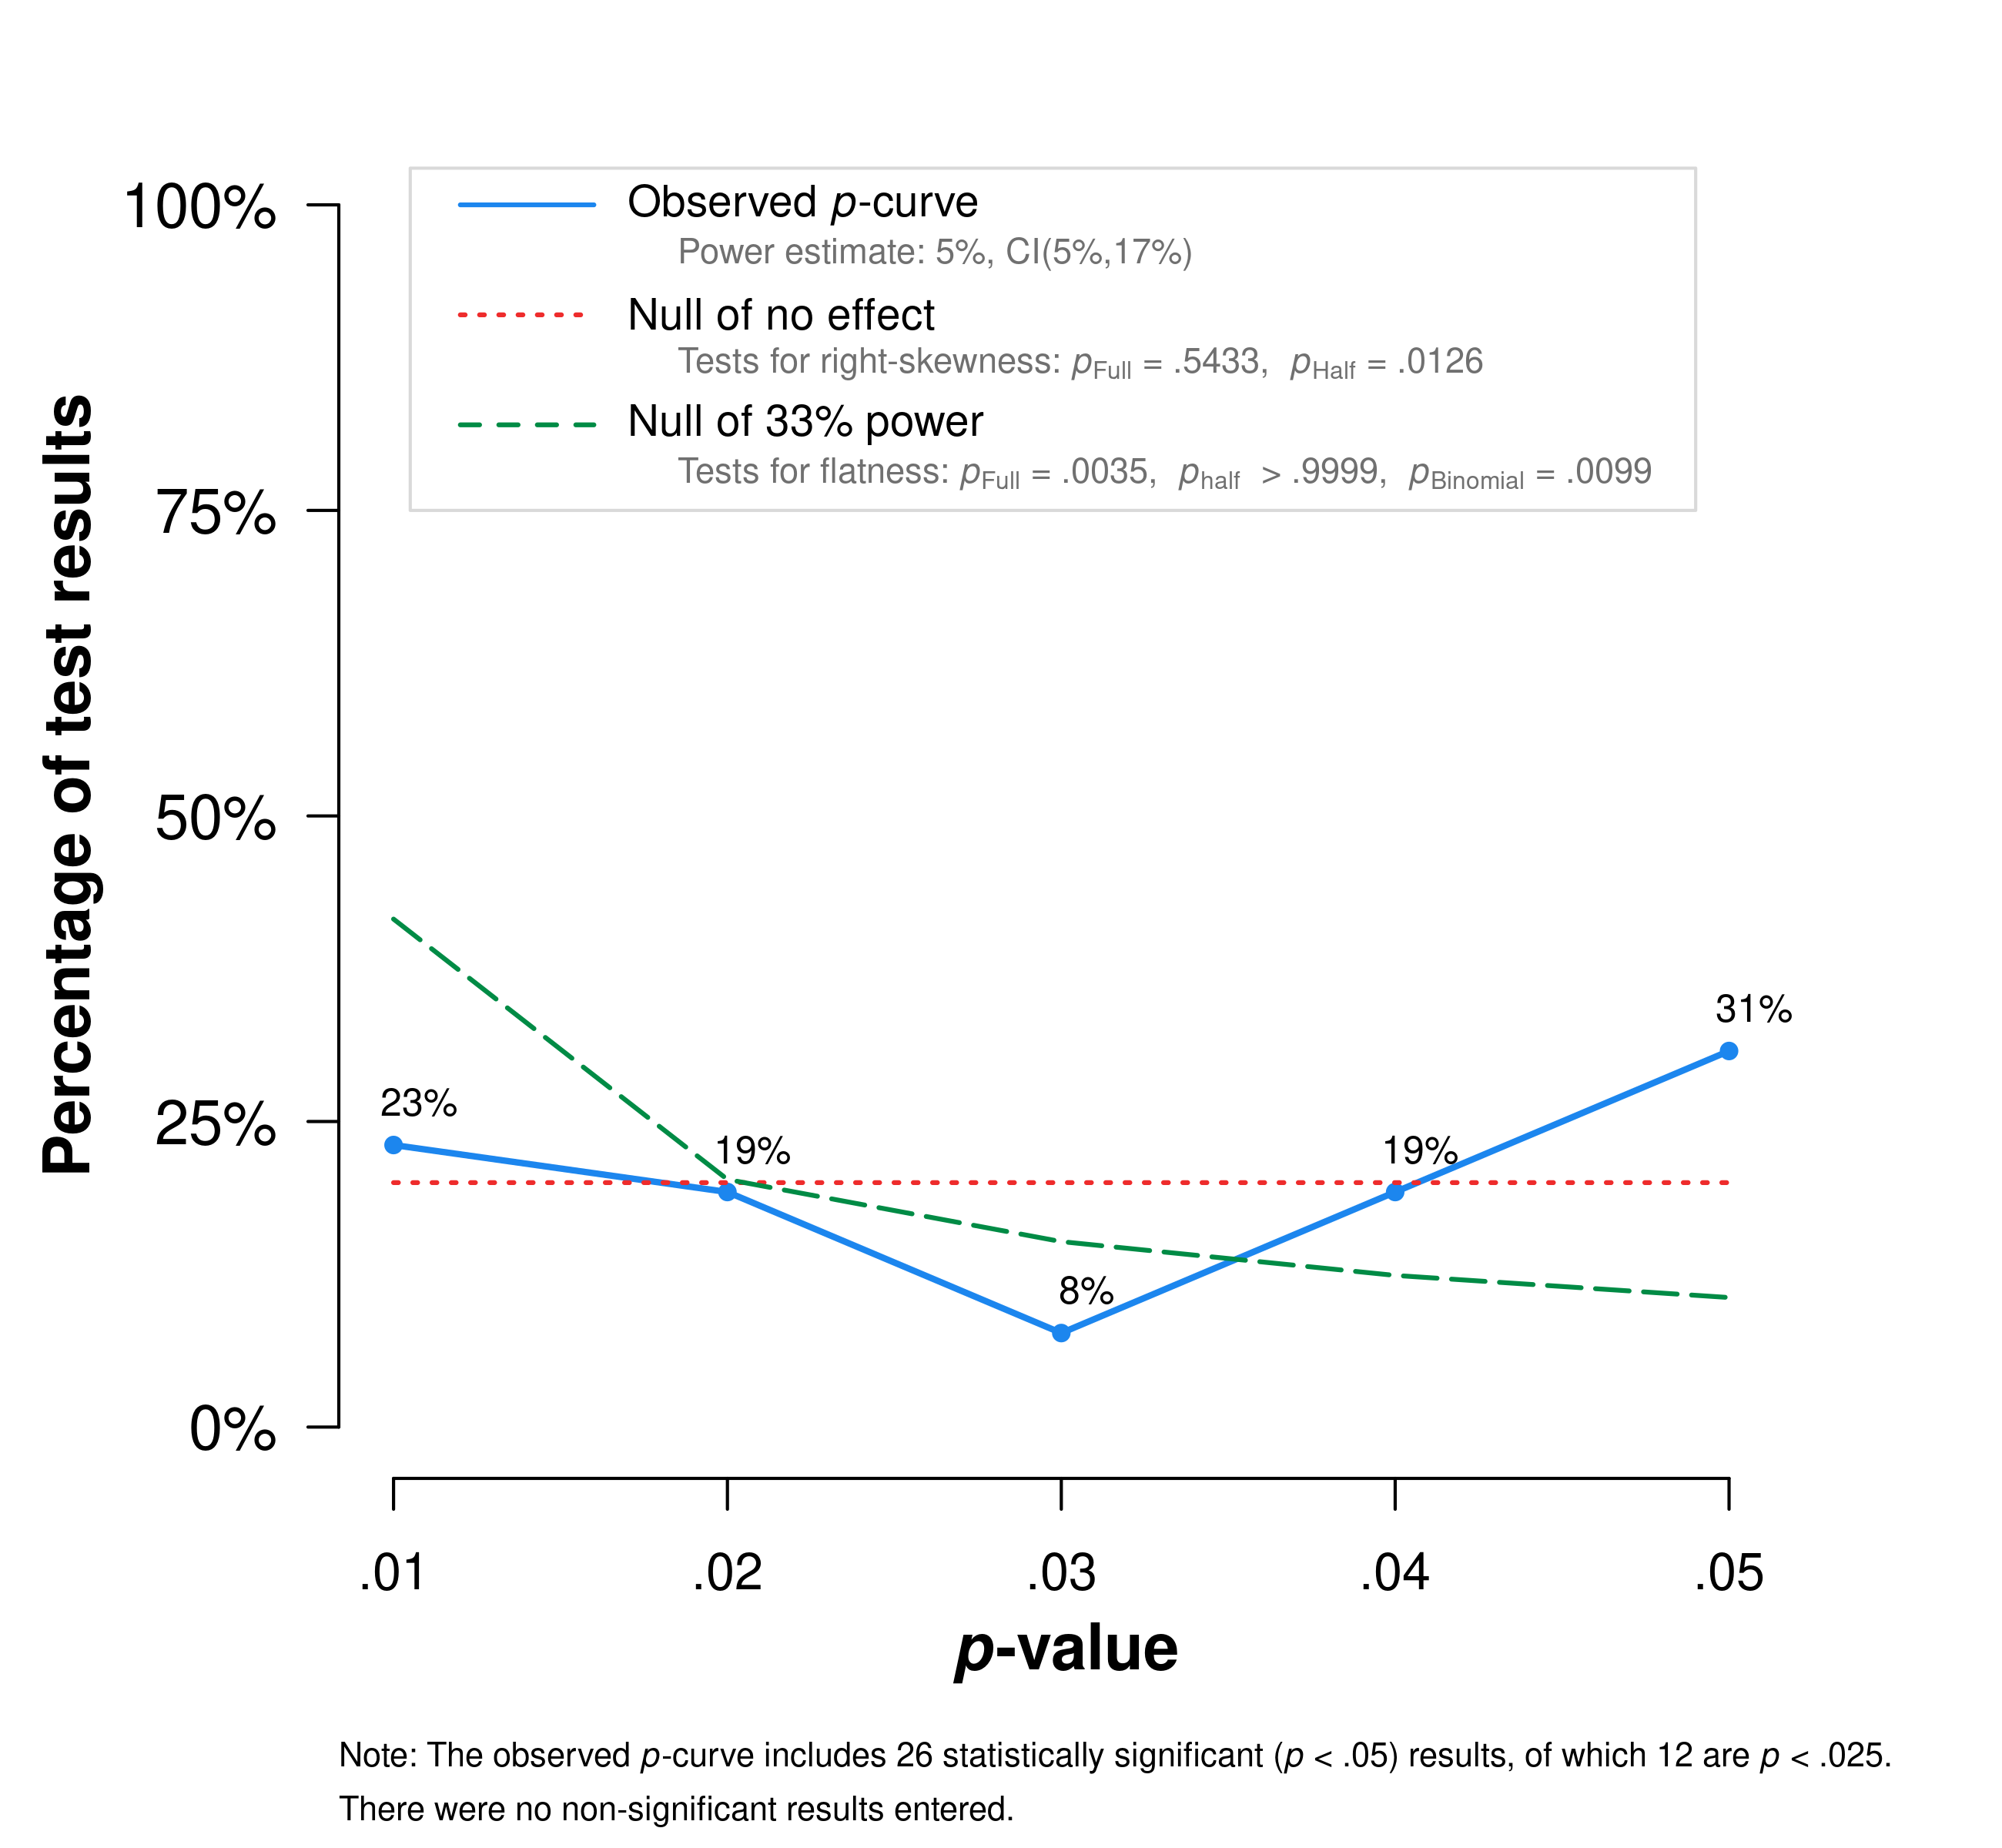 Observed p-curve
Power estimate: 5%, CI(5%,17%)
Null of no effect
Tests for right-skewness: pFull = .5433, pHalf = .0126
Null of 33% power
Tests for flatness: pFull = .0035, phalf > .9999, pBinomial = .0099
Percentage of test results
100%
75%
50%
25%
0%
23%
19%
8%
19%
31%
.01 .02 .03 .04 .05
p-value
Note: The observed p-curve includes 26 statistically significant (p < .05) results, of which 12 are p < .025.
There were no non-significant results entered.